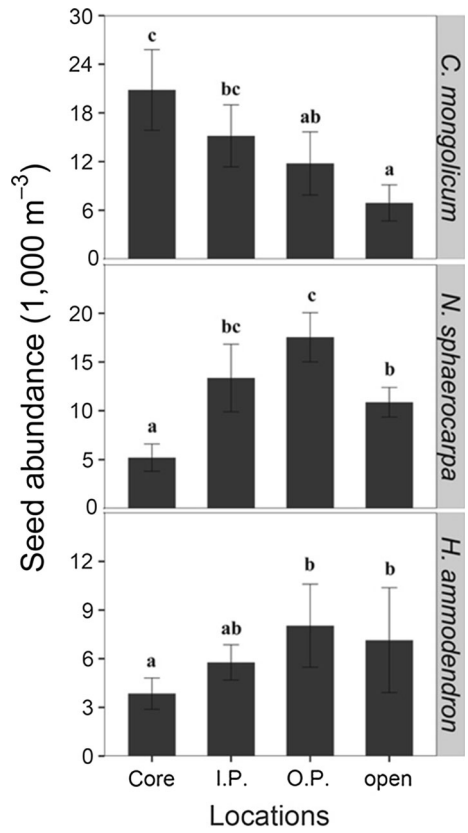 Seed abundance (1,000 m⁻³)
30
24
18
12
6
0
c
bc
ab
a
C. mongolicum
20
15
10
5
0
a
bc
c
b
N. sphaerocarpa
12
9
6
3
0
a
ab
b
b
H. ammodendron
Core
I.P.
O.P.
open
Locations